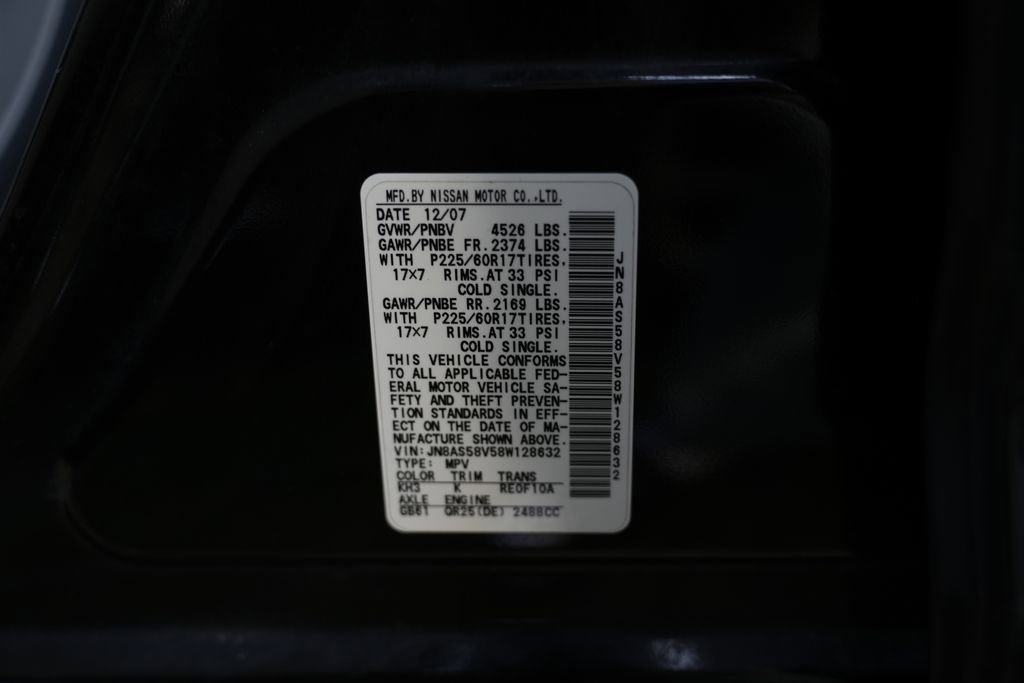 MFD.BY NISSAN MOTOR CO.,LTD.
DATE 12/07
GVWR/PNBV 4526 LBS.
GAWR/PNBE FR.2374 LBS.
WITH P225/60R17TIRES,
17×7 RIMS.AT 33 PSI
COLD SINGLE.
GAWR/PNBE RR.2169 LBS.
WITH P225/60R17TIRES,
17×7 RIMS.AT 33 PSI
COLD SINGLE.
THIS VEHICLE CONFORMS
TO ALL APPLICABLE FED-
ERAL MOTOR VEHICLE SA-
FETY AND THEFT PREVEN-
TION STANDARDS IN EFF-
ECT ON THE DATE OF MA-
NUFACTURE SHOWN ABOVE.
VIN:JN8AS58V58W128632
TYPE: MPV
COLOR TRIM TRANS
KH3 K RE0F10A
AXLE ENGINE
GB61 QR25(DE) 2488CC
JN8AS58V58W128632